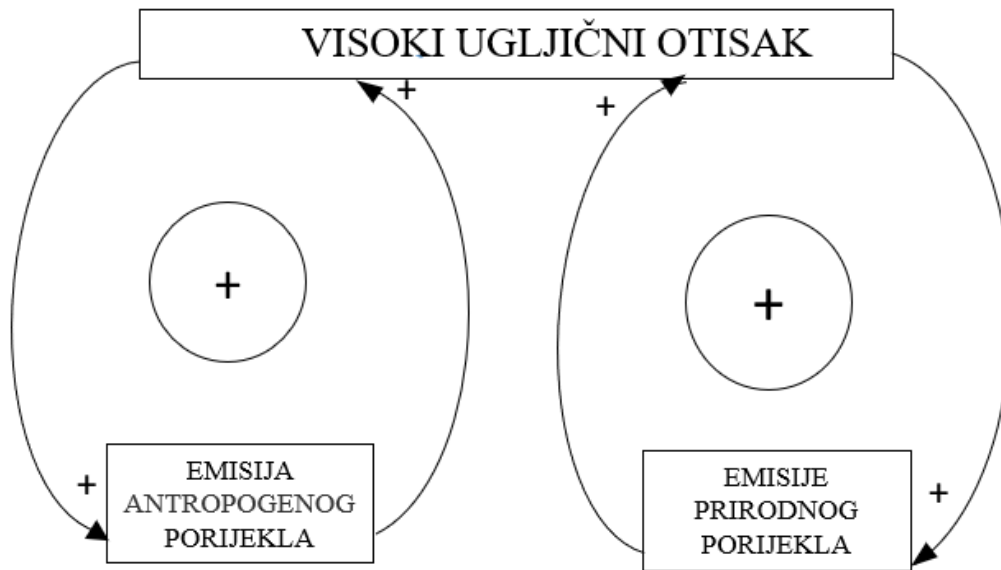 VISOKI UGLJIČNI OTISAK
+
+
+
+
+
EMISIJA
ANTROPOGENOG
PORIJEKLA
+
EMISIJE
PRIRODNOG
PORIJEKLA
+